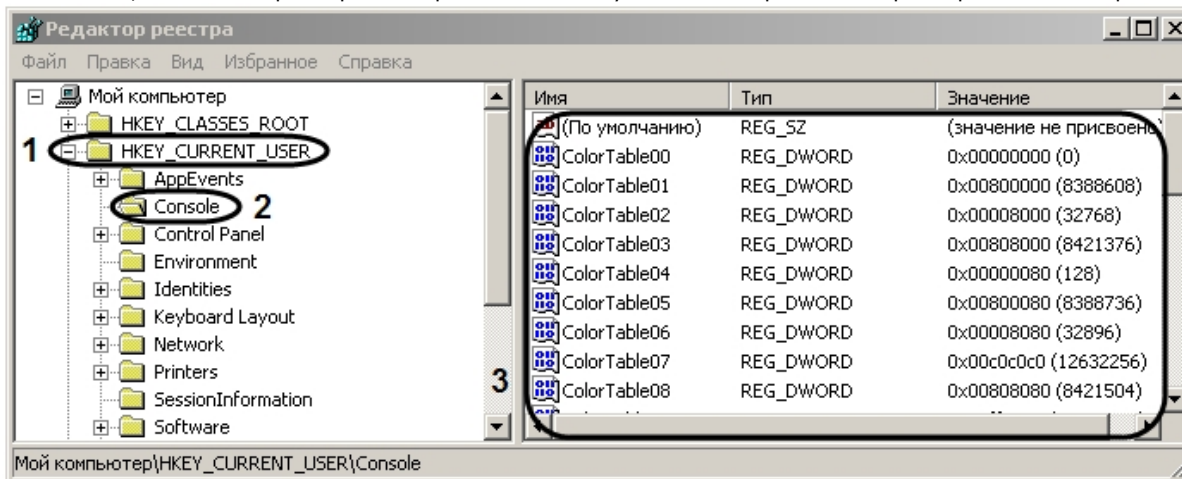 Редактор реестра
Файл Правка Вид Избранное Справка
Мой компьютер
HKEY_CLASSES_ROOT
1 HKEY_CURRENT_USER
AppEvents
Console 2
Control Panel
Environment
Identities
Keyboard Layout
Network
Printers
SessionInformation
Software
3
Имя Тип Значение
(По умолчанию) REG_SZ (значение не присвоено)
ColorTable00 REG_DWORD 0x00000000 (0)
ColorTable01 REG_DWORD 0x00800000 (8388608)
ColorTable02 REG_DWORD 0x00008000 (32768)
ColorTable03 REG_DWORD 0x00808000 (8421376)
ColorTable04 REG_DWORD 0x00000080 (128)
ColorTable05 REG_DWORD 0x00800080 (8388736)
ColorTable06 REG_DWORD 0x00008080 (32896)
ColorTable07 REG_DWORD 0x00c0c0c0 (12632256)
ColorTable08 REG_DWORD 0x00808080 (8421504)
Мой компьютер\HKEY_CURRENT_USER\Console